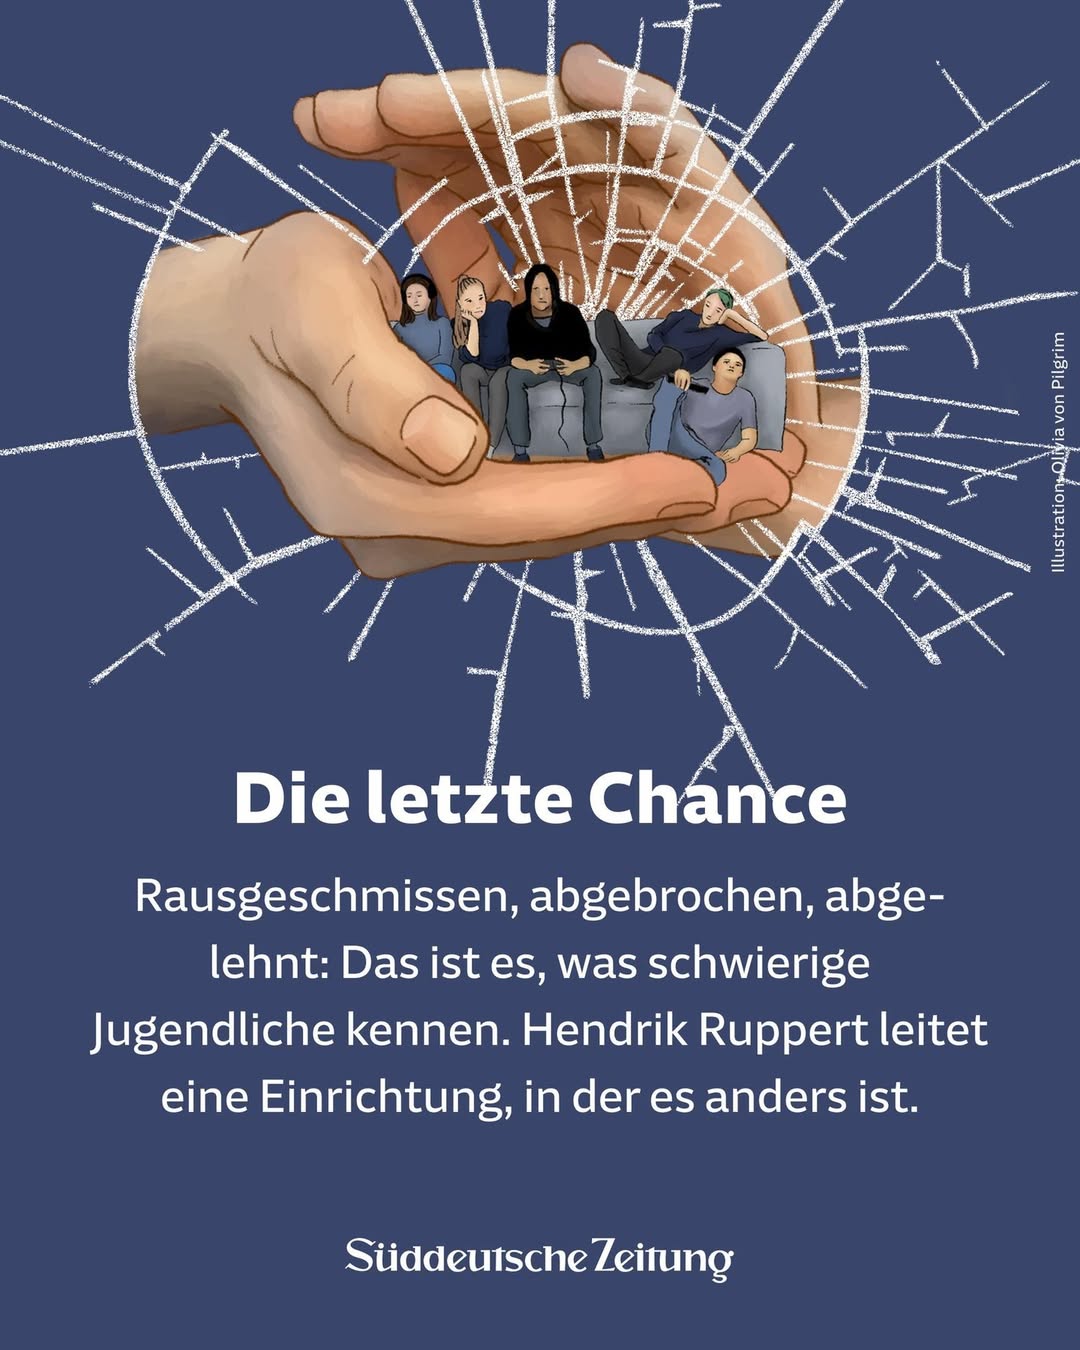 Illustration: Olivia von Pilgrim
Die letzte Chance
Rausgeschmissen, abgebrochen, abge-
lehnt: Das ist es, was schwierige
Jugendliche kennen. Hendrik Ruppert leitet
eine Einrichtung, in der es anders ist.
Süddeutsche Zeitung